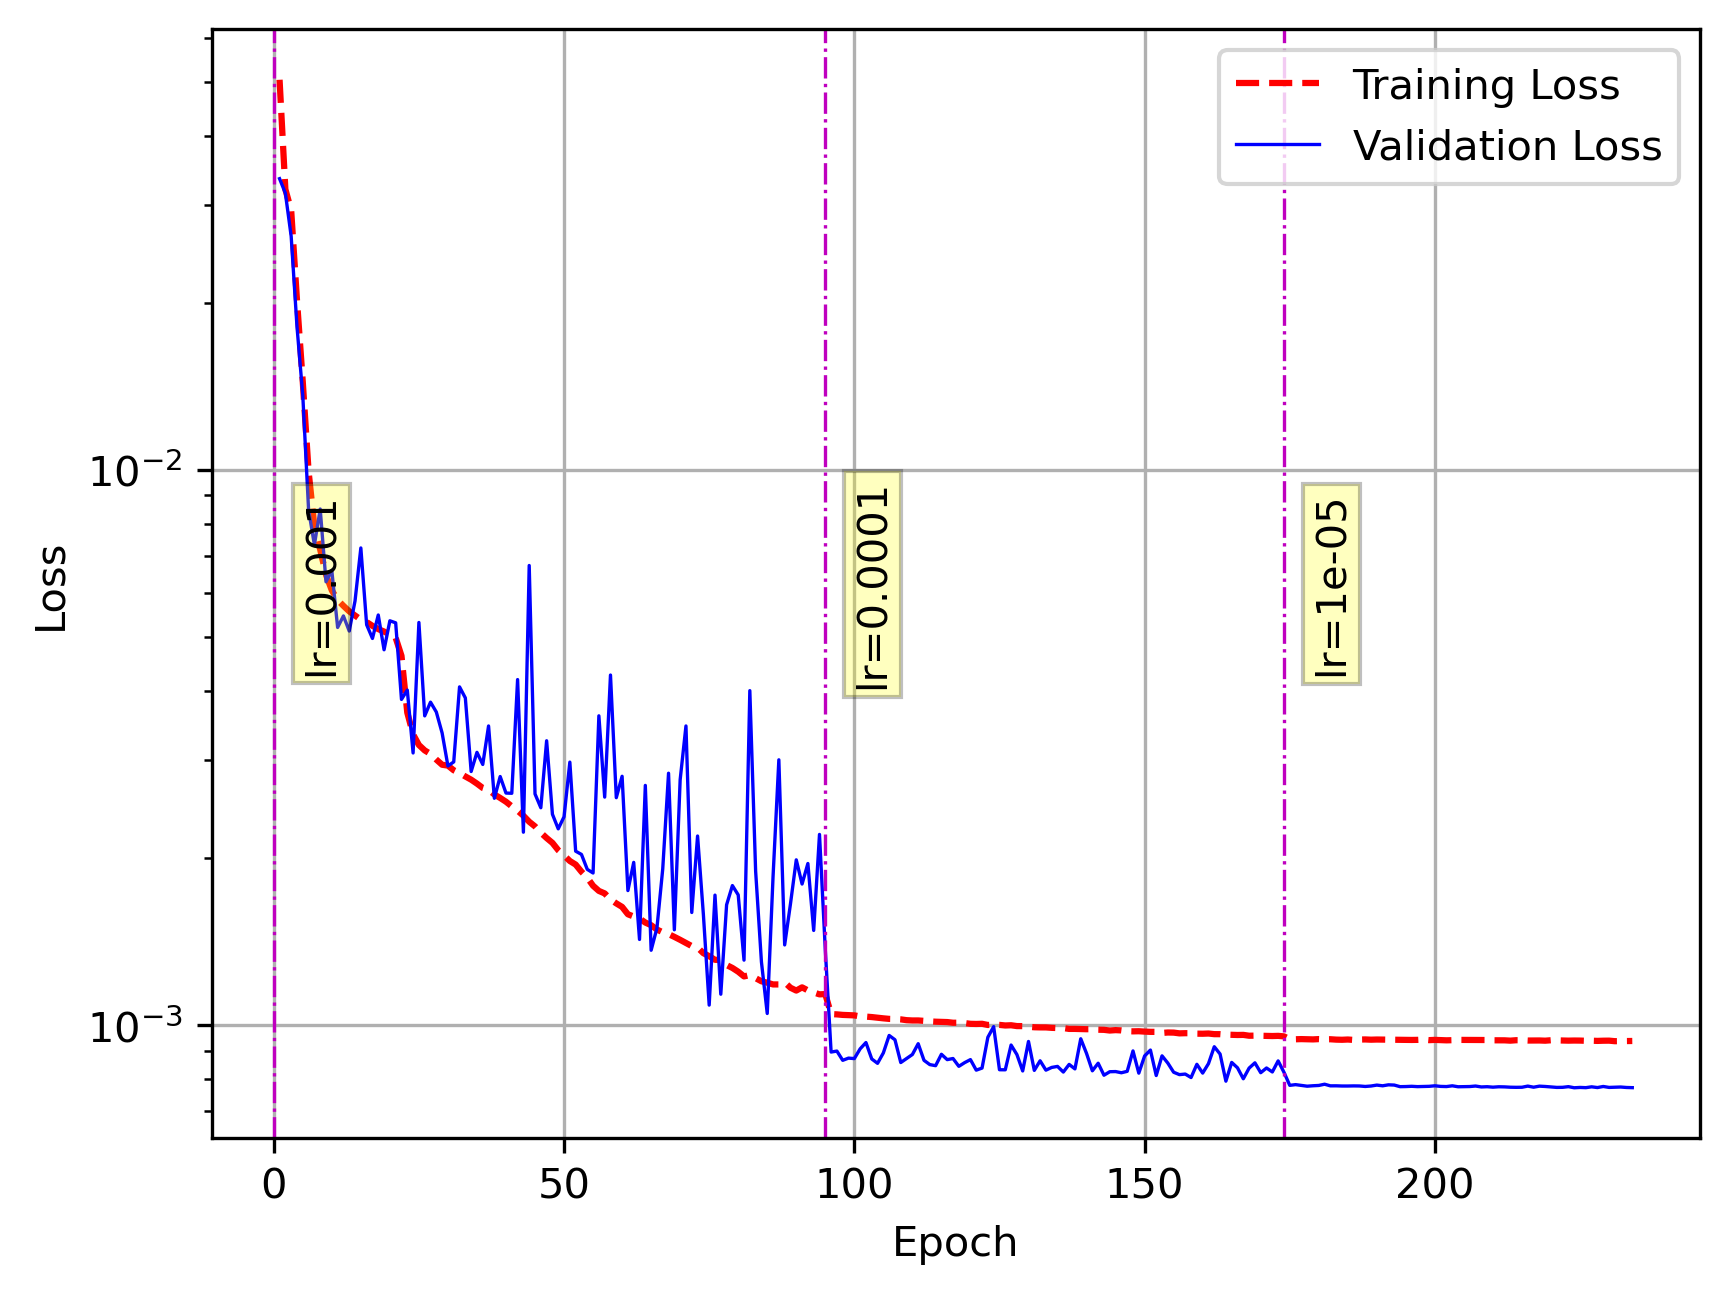 Training Loss
Validation Loss
10⁻²
10⁻³
Loss
lr=0.001
lr=0.0001
lr=1e-05
0 50 100 150 200
Epoch